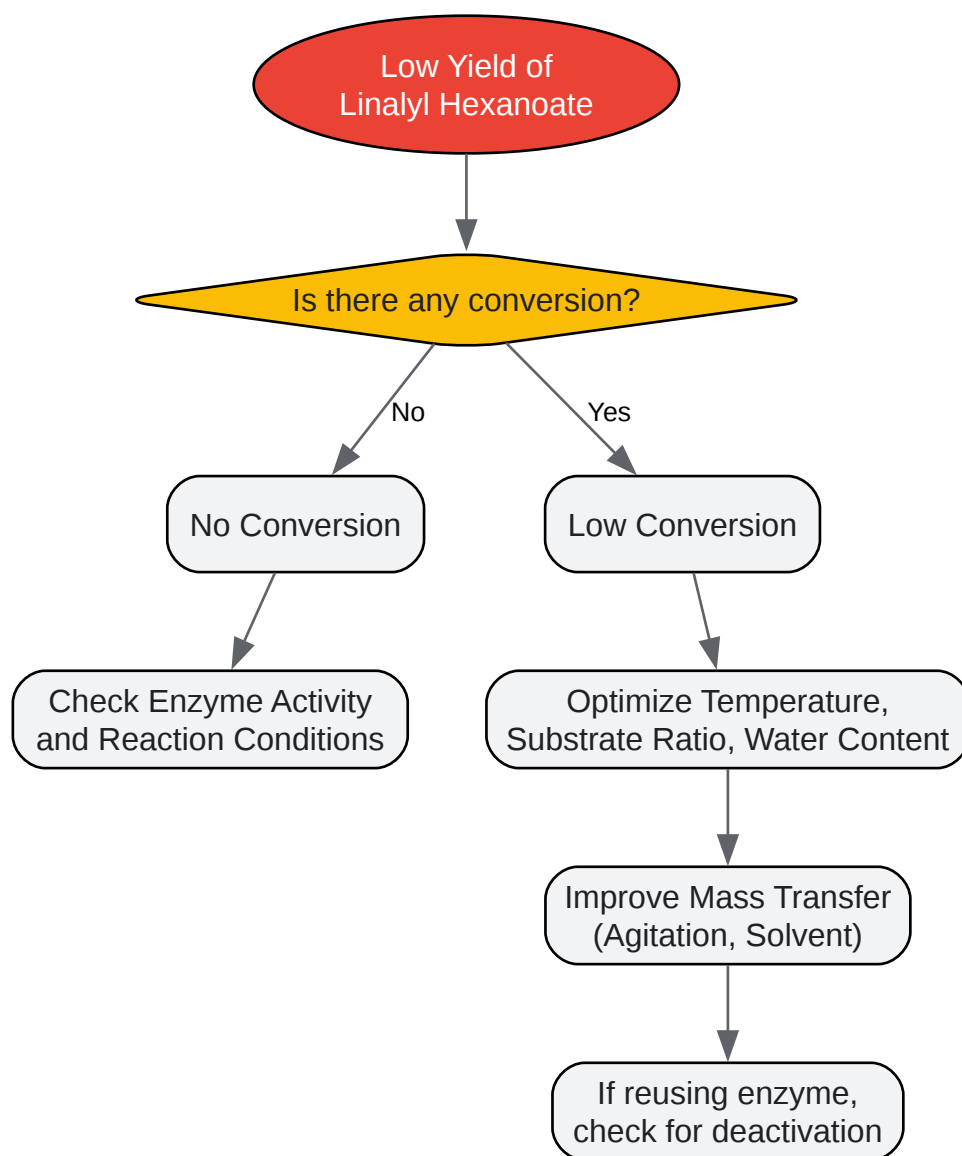 Low Yield of
Linalyl Hexanoate
Is there any conversion?
No
Yes
No Conversion
Low Conversion
Check Enzyme Activity
and Reaction Conditions
Optimize Temperature,
Substrate Ratio, Water Content
Improve Mass Transfer
(Agitation, Solvent)
If reusing enzyme,
check for deactivation